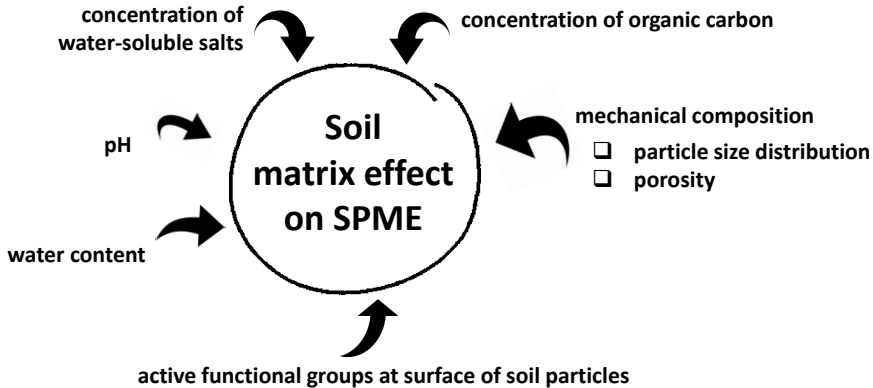 concentration of
water-soluble salts
concentration of organic carbon
pH
Soil
matrix effect
on SPME
mechanical composition
❑ particle size distribution
❑ porosity
water content
active functional groups at surface of soil particles